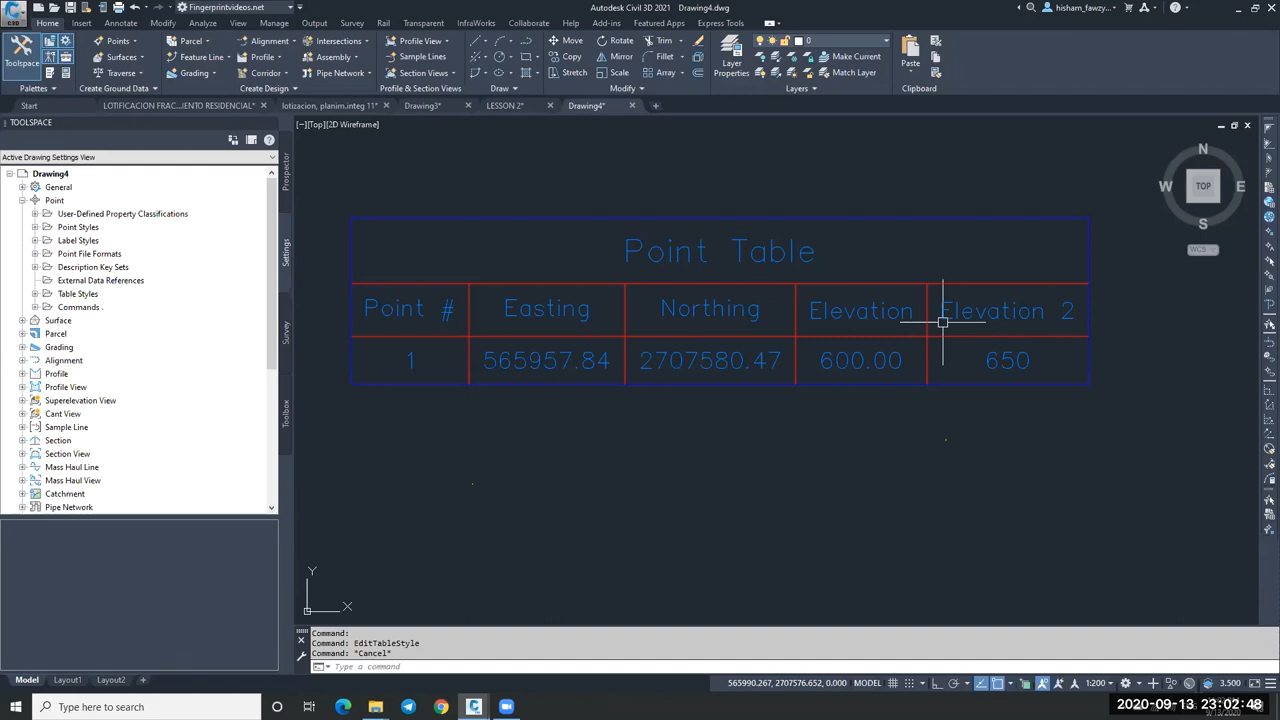 Fingerprintvideos.net
Autodesk Civil 3D 2021 Drawing4.dwg
hisham_fawzy...
C3D
Home Insert Annotate Modify Analyze View Manage Output Survey Rail Transparent InfraWorks Collaborate Help Add-ins Featured Apps Express Tools
Toolspace
Points
Surfaces
Traverse
Parcel
Feature Line
Grading
Alignment
Profile
Corridor
Intersections
Assembly
Pipe Network
Profile View
Sample Lines
Section Views
Move
Copy
Stretch
Rotate
Mirror
Scale
Trim
Fillet
Array
Layer Properties
0
Make Current
Match Layer
Paste
Palettes Create Ground Data Create Design Profile & Section Views Draw Modify Layers Clipboard
Start LOTIFICACION FRAC...IENTO RESIDENCIAL* lotizacion, planim.integ 11* Drawing3* LESSON 2* Drawing4*
TOOLSPACE
Active Drawing Settings View
Drawing4
General
Point
User-Defined Property Classifications
Point Styles
Label Styles
Point File Formats
Description Key Sets
External Data References
Table Styles
Commands
Surface
Parcel
Grading
Alignment
Profile
Profile View
Superelevation View
Cant View
Sample Line
Section
Section View
Mass Haul Line
Mass Haul View
Catchment
Pipe Network
Prospector
Settings
Survey
Toolbox
[−][Top][2D Wireframe]
N
W TOP E
S
WCS
Point Table
Point # Easting Northing Elevation Elevation 2
1 565957.84 2707580.47 600.00 650
Y
X
Command:
Command: EditTableStyle
Command: *Cancel*
Type a command
Model Layout1 Layout2
565990.267, 2707576.652, 0.000 MODEL 1:200 3.500
Type here to search
2020-09-13 23:02:48